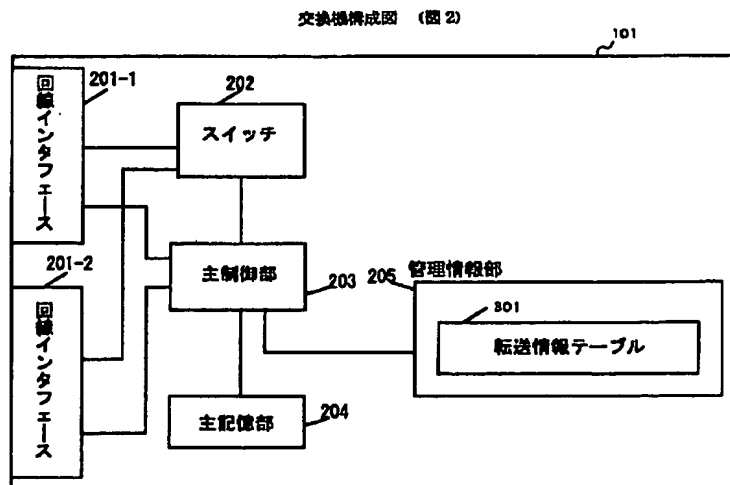 交換機構成図 (図2)
101
201-1
回線インタフェース
202
スイッチ
201-2
回線インタフェース
主制御部
203
205
管理情報部
301
転送情報テーブル
主記憶部
204